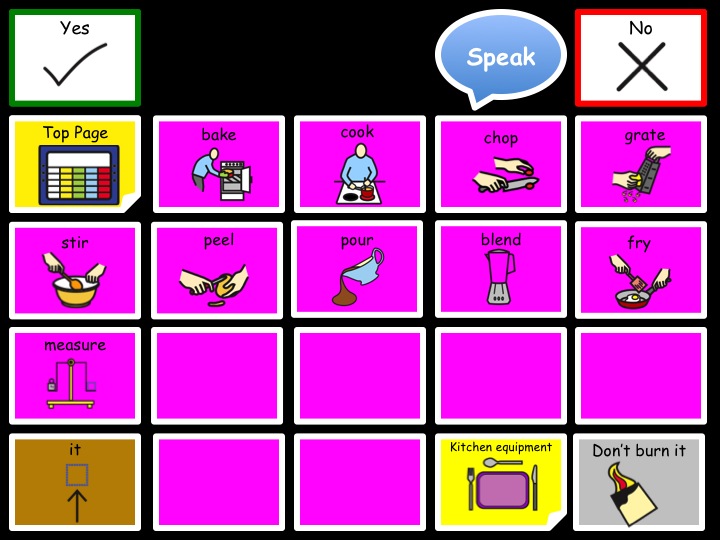 Yes
Speak
No
Top Page
bake
cook
chop
grate
stir
peel
pour
blend
fry
measure
it
Kitchen equipment
Don't burn it